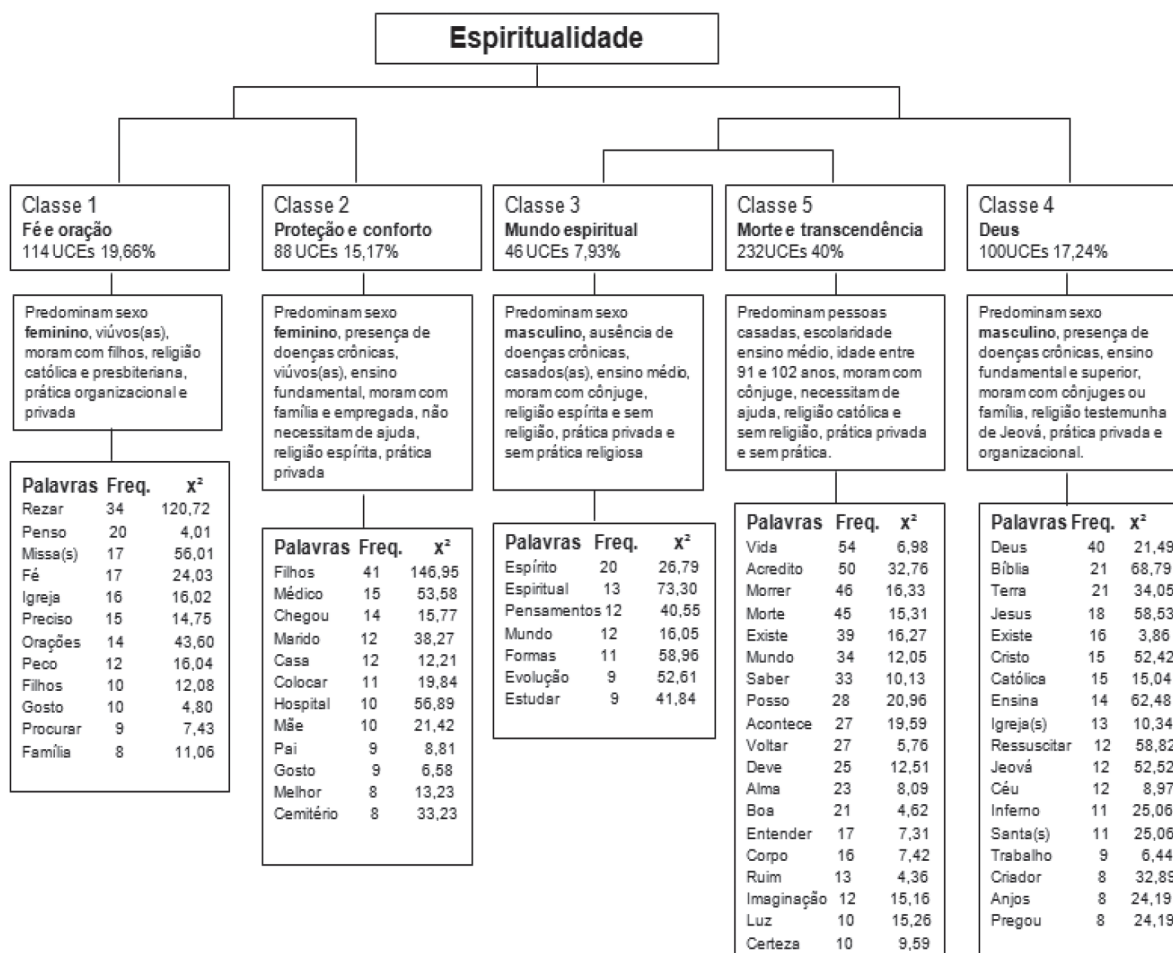 Espiritualidade
Classe 1
Fé e oração
114 UCEs 19,66%
Predominam sexo
feminino, viúvos(as),
moram com filhos, religião
católica e presbiteriana,
prática organizacional e
privada
Palavras Freq. x²
Rezar 34 120,72
Penso 20 4,01
Missa(s) 17 56,01
Fé 17 24,03
Igreja 16 16,02
Preciso 15 14,75
Orações 14 43,60
Peco 12 16,04
Filhos 10 12,08
Gosto 10 4,80
Procurar 9 7,43
Família 8 11,06
Classe 2
Proteção e conforto
88 UCEs 15,17%
Predominam sexo
feminino, presença de
doenças crônicas,
viúvos(as), ensino
fundamental, moram com
família e empregada, não
necessitam de ajuda,
religião espírita, prática
privada
Palavras Freq. x²
Filhos 41 146,95
Médico 15 53,58
Chegou 14 15,77
Marido 12 38,27
Casa 12 12,21
Colocar 11 19,84
Hospital 10 56,89
Mãe 10 21,42
Pai 9 8,81
Gosto 9 6,58
Melhor 8 13,23
Cemitério 8 33,23
Classe 3
Mundo espiritual
46 UCEs 7,93%
Predominam sexo
masculino, ausência de
doenças crônicas,
casados(as), ensino médio,
moram com cônjuge,
religião espírita e sem
religião, prática privada e
sem prática religiosa
Palavras Freq. x²
Espírito 20 26,79
Espiritual 13 73,30
Pensamentos 12 40,55
Mundo 12 16,05
Formas 11 58,96
Evolução 9 52,61
Estudar 9 41,84
Classe 5
Morte e transcendência
232UCEs 40%
Predominam pessoas
casadas, escolaridade
ensino médio, idade entre
91 e 102 anos, moram com
cônjuge, necessitam de
ajuda, religião católica e
sem religião, prática privada
e sem prática.
Palavras Freq. x²
Vida 54 6,98
Acredito 50 32,76
Morrer 46 16,33
Morte 45 15,31
Existe 39 16,27
Mundo 34 12,05
Saber 33 10,13
Posso 28 20,96
Acontece 27 19,59
Voltar 27 5,76
Deve 25 12,51
Alma 23 8,09
Boa 21 4,62
Entender 17 7,31
Corpo 16 7,42
Ruim 13 4,36
Imaginação 12 15,16
Luz 10 15,26
Certeza 10 9,59
Classe 4
Deus
100UCEs 17,24%
Predominam sexo
masculino, presença de
doenças crônicas, ensino
fundamental e superior,
moram com cônjuges ou
família, religião testemunha
de Jeová, prática privada e
organizacional.
Palavras Freq. x²
Deus 40 21,49
Bíblia 21 68,79
Terra 21 34,05
Jesus 18 58,53
Existe 16 3,86
Cristo 15 52,42
Católica 15 15,04
Ensina 14 62,48
Igreja(s) 13 10,34
Ressuscitar 12 58,82
Jeová 12 52,52
Céu 12 8,97
Inferno 11 25,06
Santa(s) 11 25,06
Trabalho 9 6,44
Criador 8 32,89
Anjos 8 24,19
Pregou 8 24,19